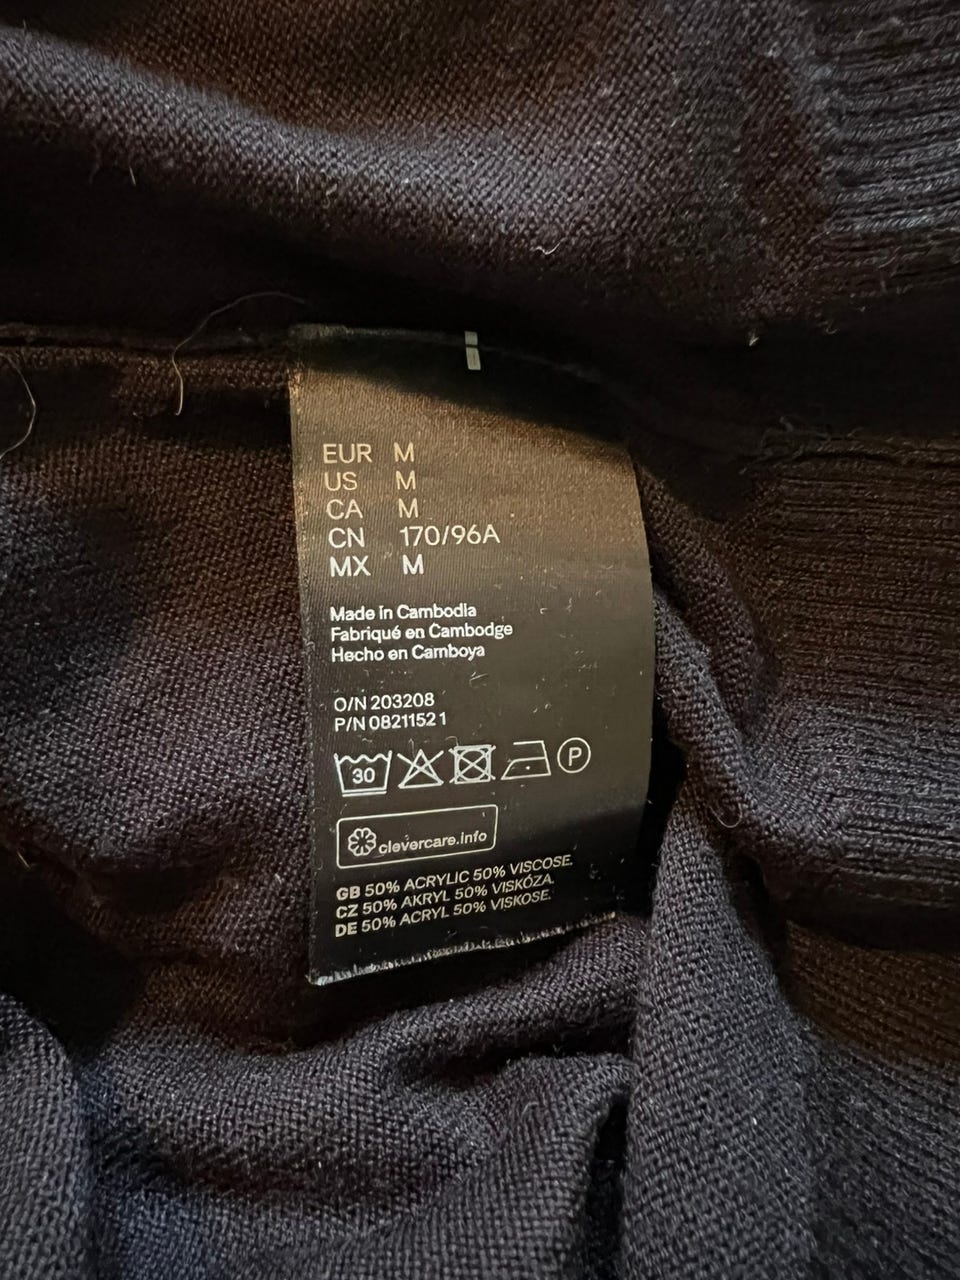 EUR M
US M
CA M
CN 170/96A
MX M
Made in Cambodia
Fabriqué en Cambodge
Hecho en Camboya
O/N 203208
P/N 08211521
30 P
clevercare.info
GB 50% ACRYLIC 50% VISCOSE.
CZ 50% AKRYL 50% VISKÓZA.
DE 50% ACRYL 50% VISKOSE.